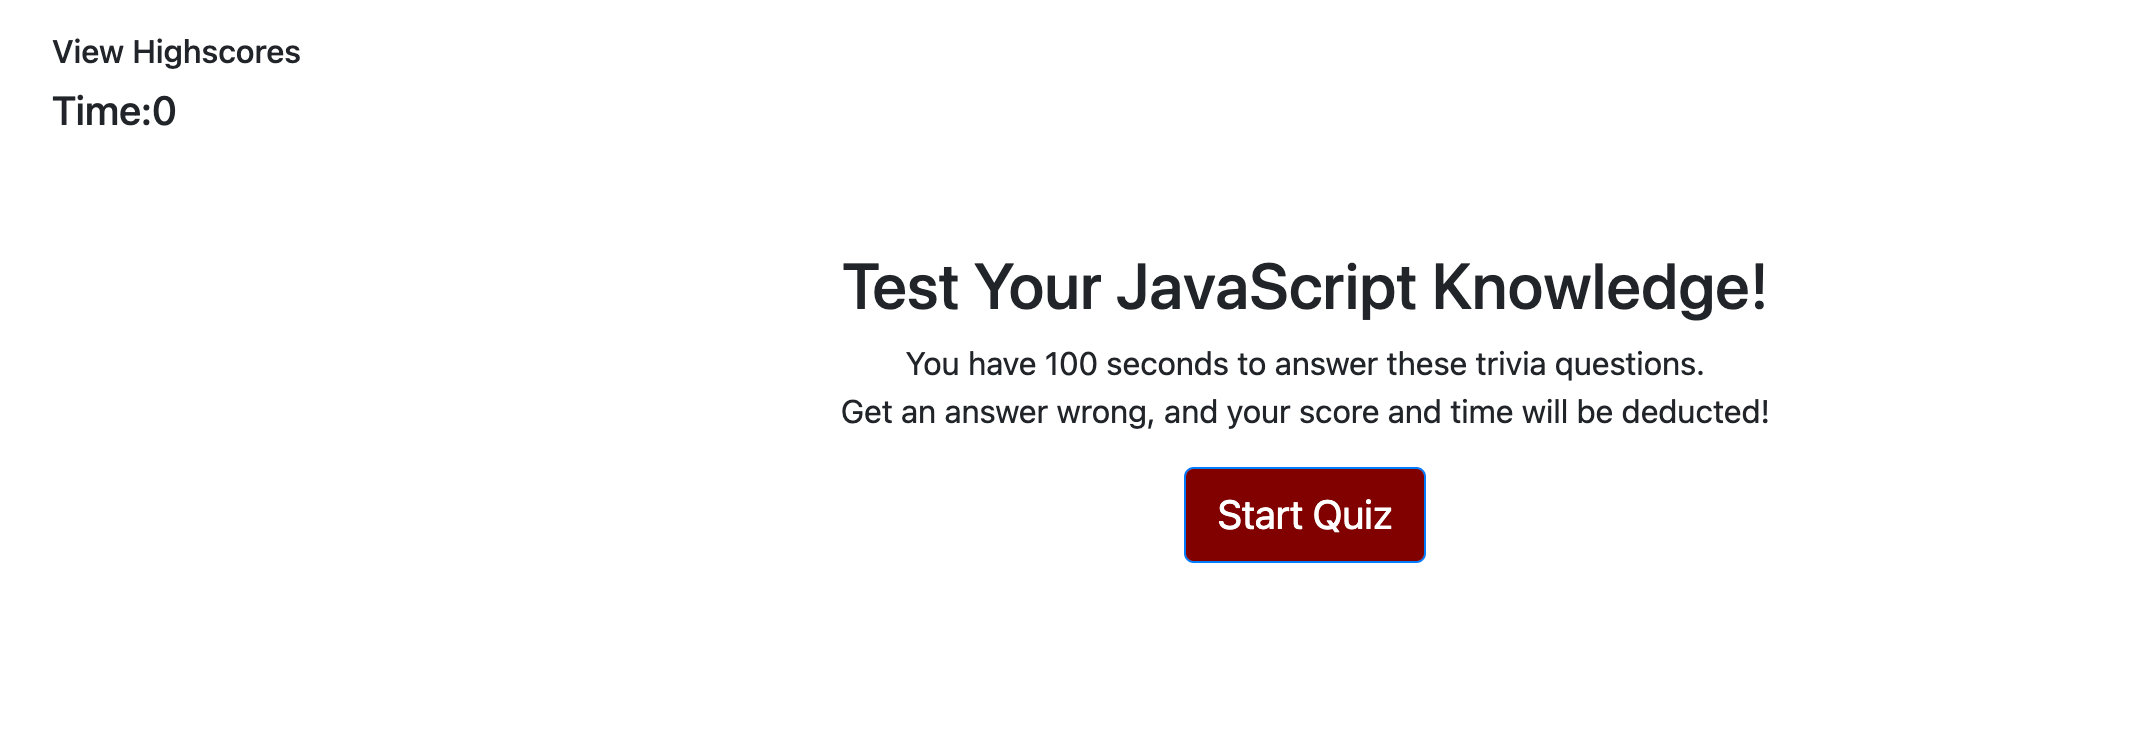 View Highscores
Time:0
Test Your JavaScript Knowledge!
You have 100 seconds to answer these trivia questions.
Get an answer wrong, and your score and time will be deducted!
Start Quiz